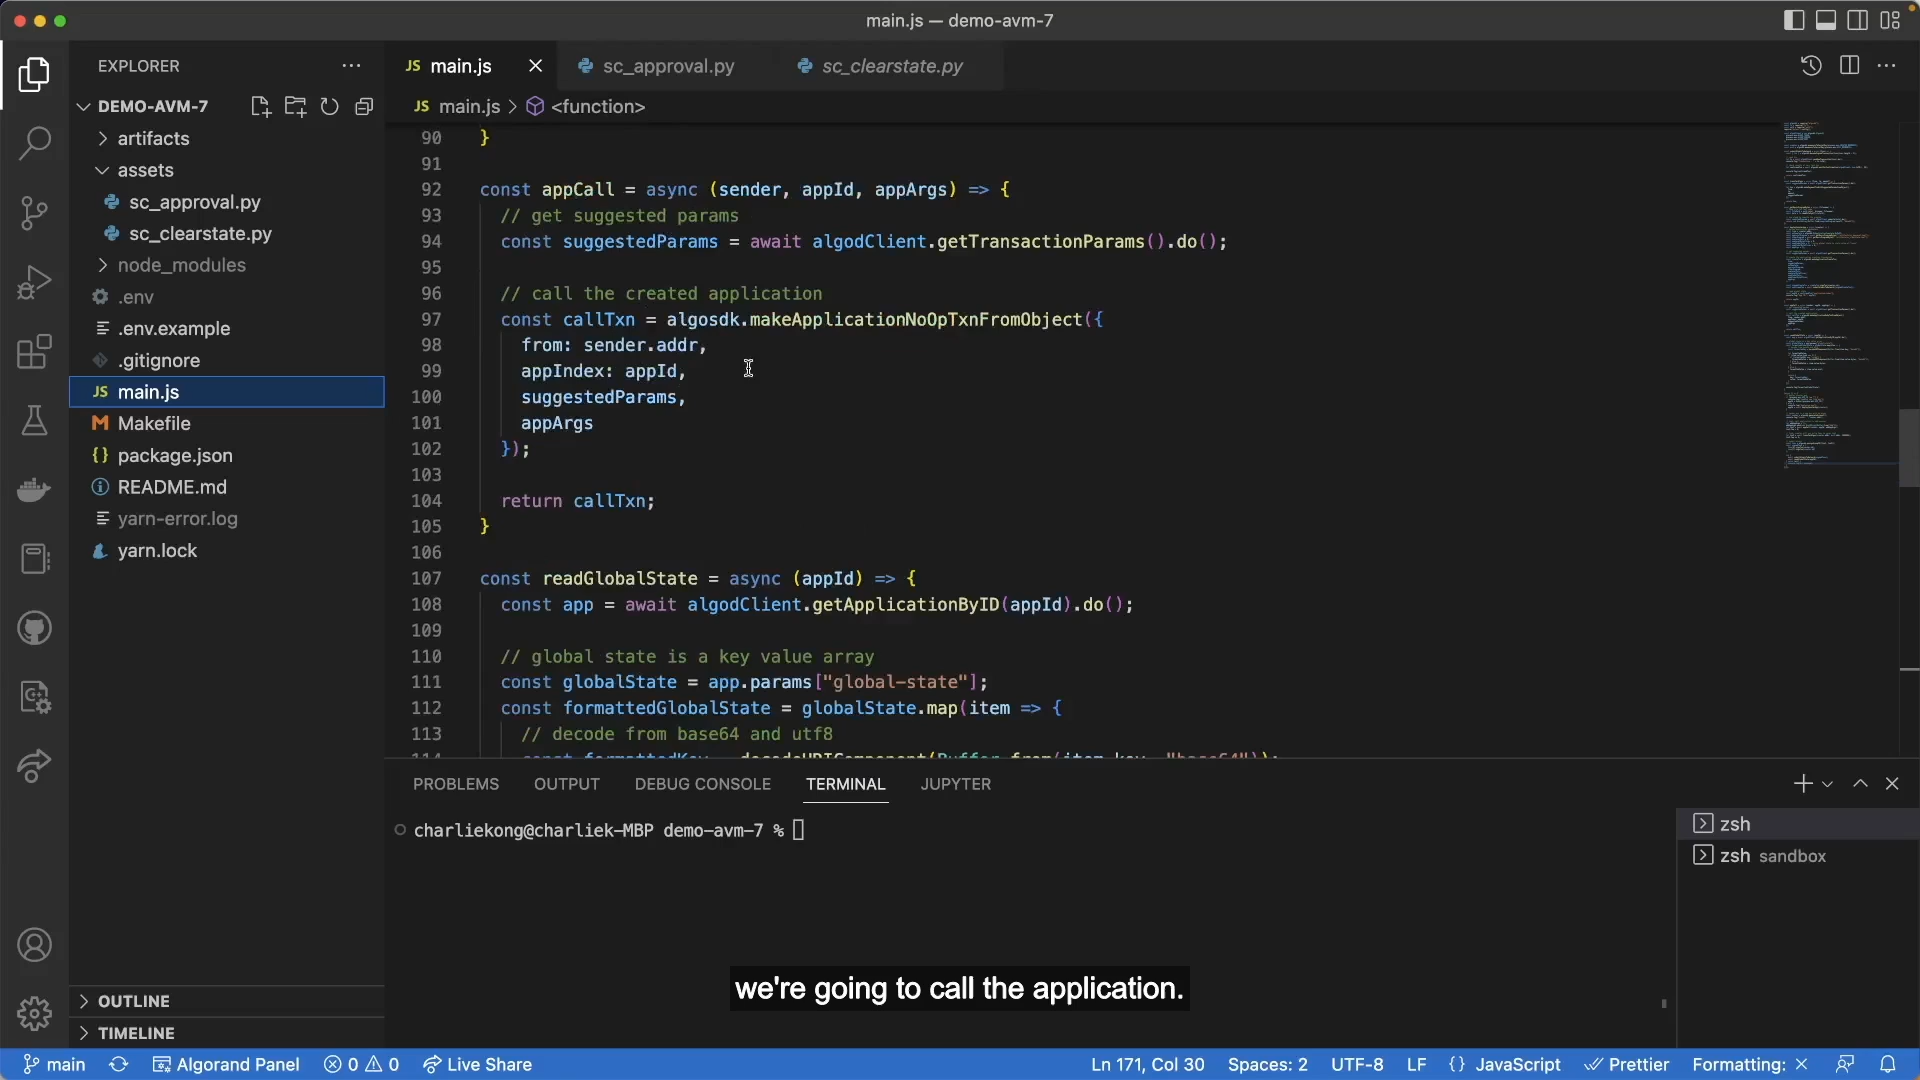 main.js — demo-avm-7
EXPLORER
DEMO-AVM-7
artifacts
assets
sc_approval.py
sc_clearstate.py
node_modules
.env
.env.example
.gitignore
JS main.js
Makefile
package.json
README.md
yarn-error.log
yarn.lock
OUTLINE
TIMELINE
JS main.js
sc_approval.py
sc_clearstate.py
JS main.js > <function>
90 }
91
92 const appCall = async (sender, appId, appArgs) => {
93 // get suggested params
94 const suggestedParams = await algodClient.getTransactionParams().do();
95
96 // call the created application
97 const callTxn = algosdk.makeApplicationNoOpTxnFromObject({
98 from: sender.addr,
99 appIndex: appId,
100 suggestedParams,
101 appArgs
102 });
103
104 return callTxn;
105 }
106
107 const readGlobalState = async (appId) => {
108 const app = await algodClient.getApplicationByID(appId).do();
109
110 // global state is a key value array
111 const globalState = app.params["global-state"];
112 const formattedGlobalState = globalState.map(item => {
113 // decode from base64 and utf8
PROBLEMS OUTPUT DEBUG CONSOLE TERMINAL JUPYTER
charliekong@charliek-MBP demo-avm-7 %
zsh
zsh sandbox
we're going to call the application.
main Algorand Panel 0 0 Live Share Ln 171, Col 30 Spaces: 2 UTF-8 LF {} JavaScript Prettier Formatting: ×